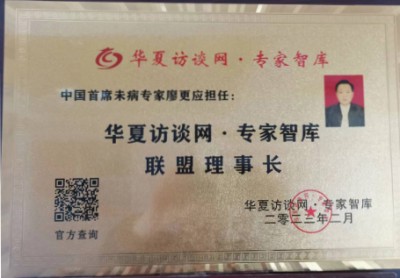 华夏访谈网·专家智库
中国首席未病专家廖更应担任：
华夏访谈网·专家智库
联盟理事长
华夏访谈网·专家智库
二零二三年二月
官方查询